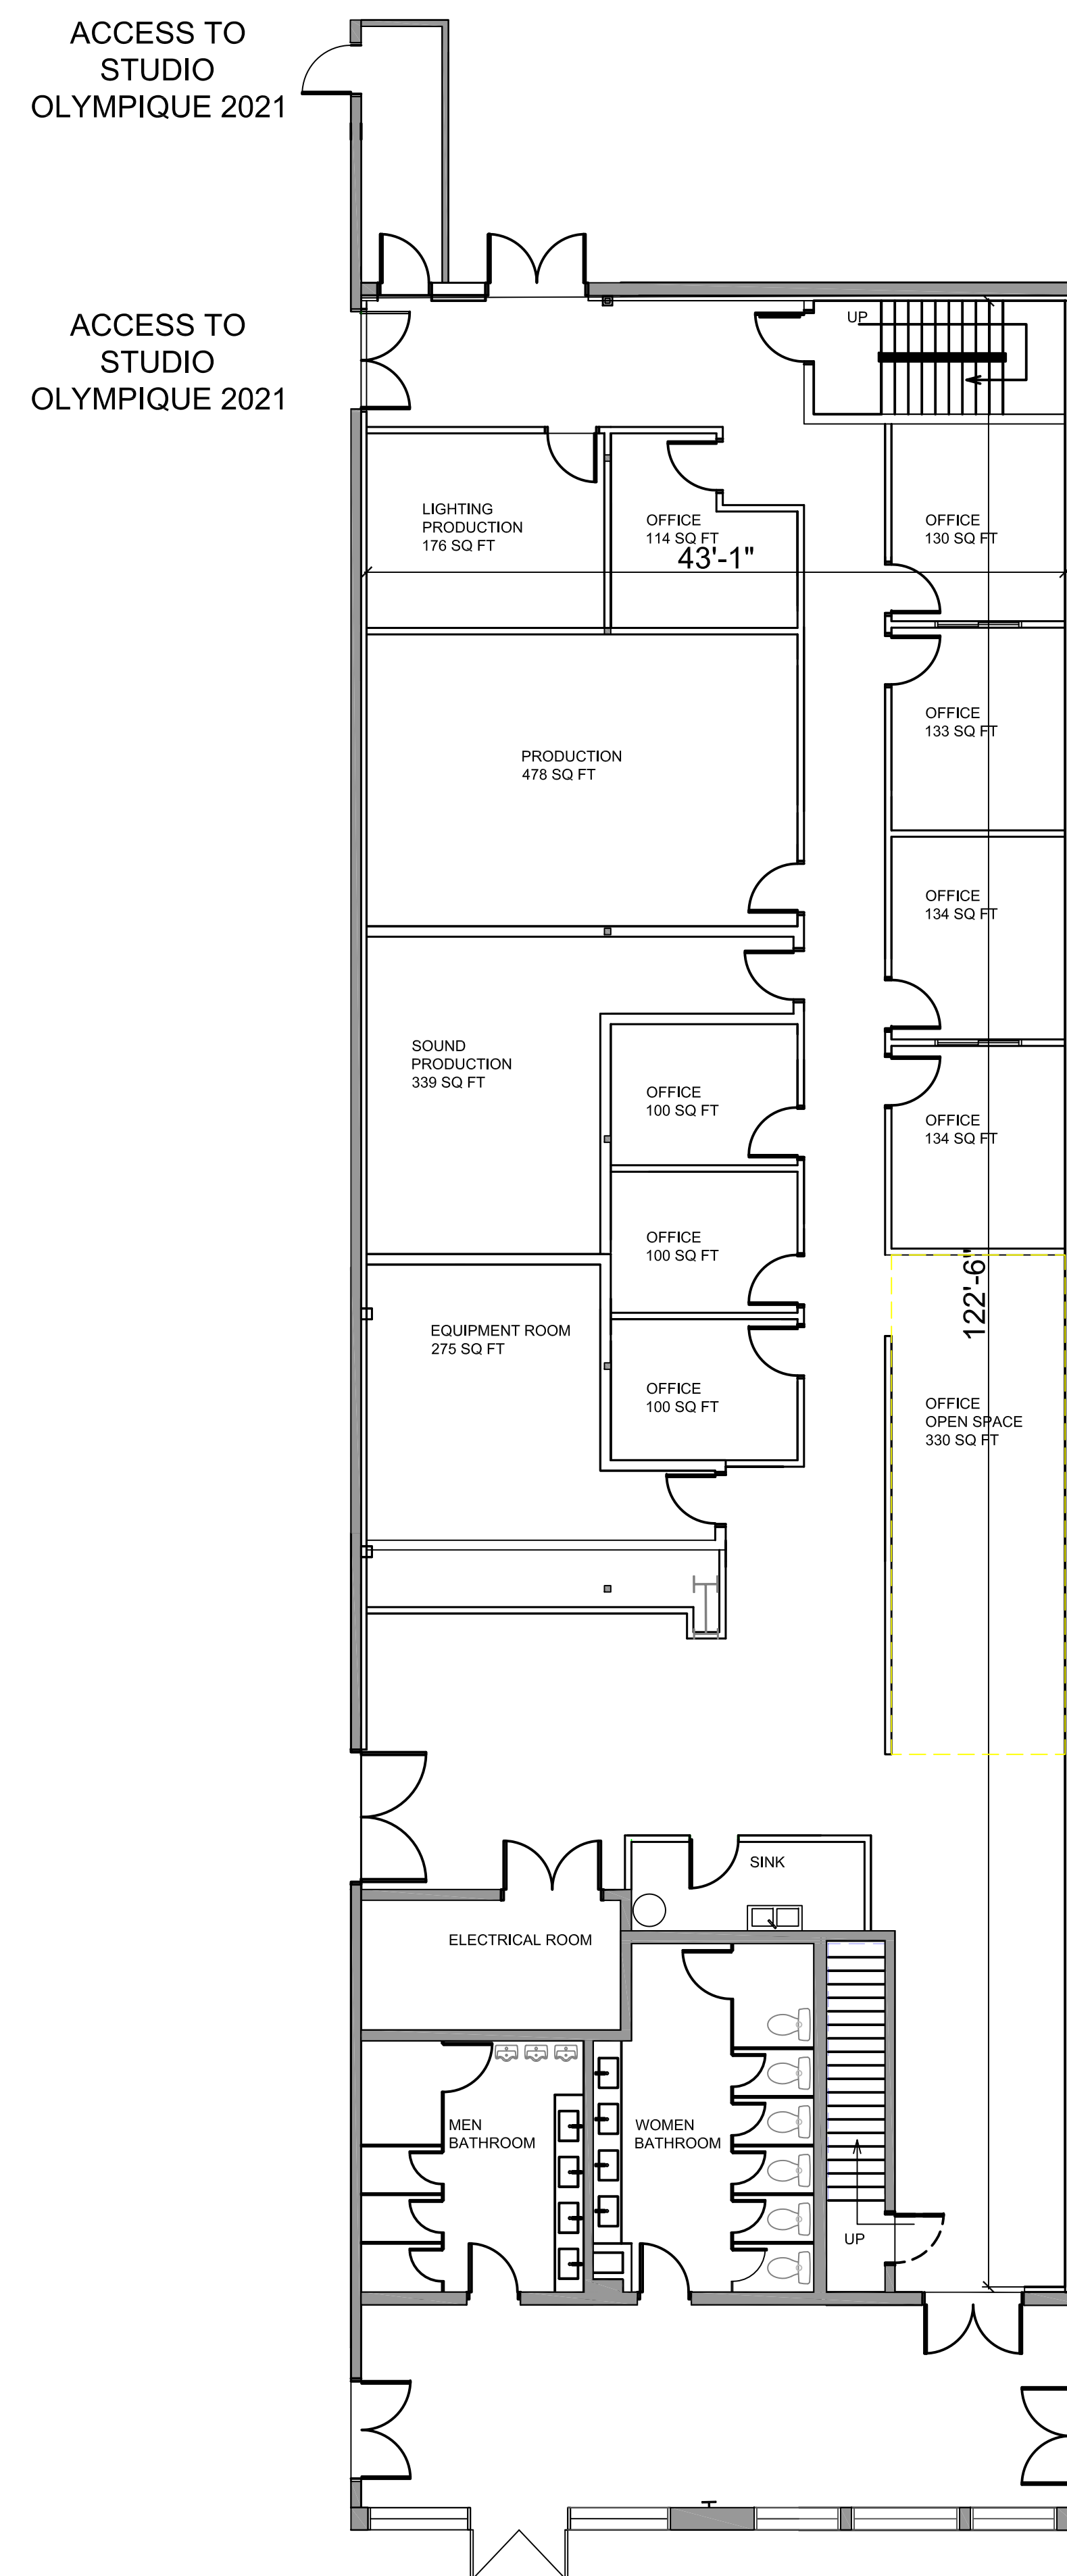 ACCESS TO
STUDIO
OLYMPIQUE 2021
ACCESS TO
STUDIO
OLYMPIQUE 2021
UP
LIGHTING
PRODUCTION
176 SQ FT
OFFICE
114 SQ FT
43'-1"
OFFICE
130 SQ FT
OFFICE
133 SQ FT
PRODUCTION
478 SQ FT
OFFICE
134 SQ FT
SOUND
PRODUCTION
339 SQ FT
OFFICE
100 SQ FT
OFFICE
134 SQ FT
OFFICE
100 SQ FT
122'-6"
EQUIPMENT ROOM
275 SQ FT
OFFICE
100 SQ FT
OFFICE
OPEN SPACE
330 SQ FT
SINK
ELECTRICAL ROOM
MEN
BATHROOM
WOMEN
BATHROOM
UP